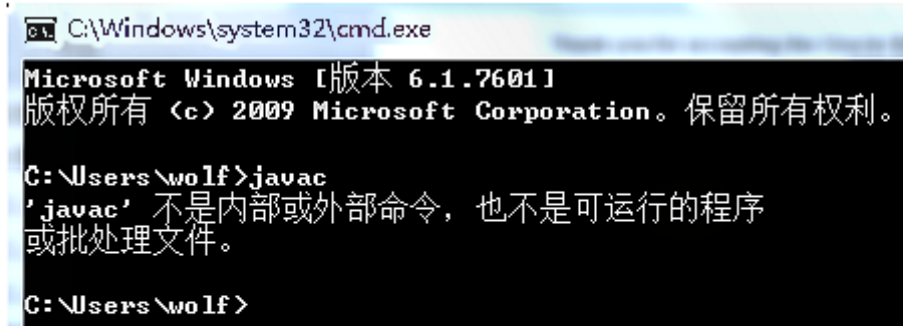 C:\Windows\system32\cmd.exe
Microsoft Windows [版本 6.1.7601]
版权所有 (c) 2009 Microsoft Corporation。保留所有权利。
C:\Users\wolf>javac
'javac' 不是内部或外部命令，也不是可运行的程序
或批处理文件。
C:\Users\wolf>